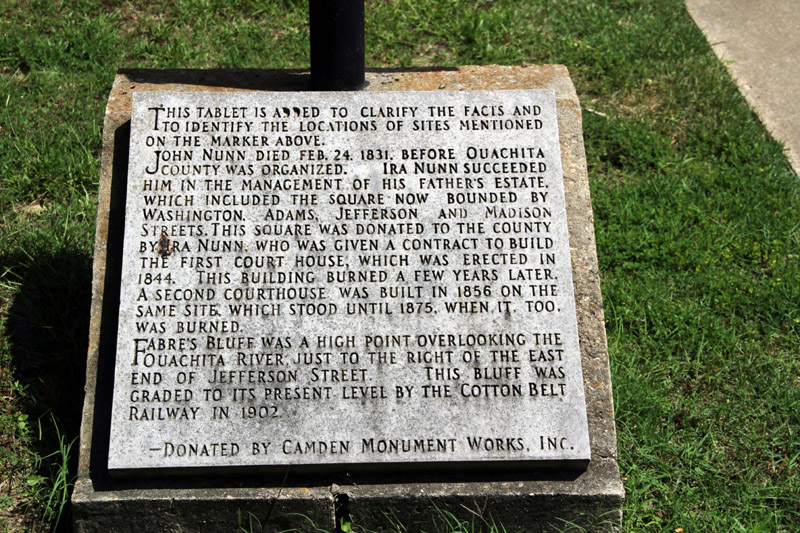 THIS TABLET IS ADDED TO CLARIFY THE FACTS AND
TO IDENTIFY THE LOCATIONS OF SITES MENTIONED
ON THE MARKER ABOVE.
JOHN NUNN DIED FEB. 24, 1831, BEFORE OUACHITA
COUNTY WAS ORGANIZED. IRA NUNN SUCCEEDED
HIM IN THE MANAGEMENT OF HIS FATHER'S ESTATE,
WHICH INCLUDED THE SQUARE NOW BOUNDED BY
WASHINGTON, ADAMS, JEFFERSON AND MADISON
STREETS. THIS SQUARE WAS DONATED TO THE COUNTY
BY IRA NUNN, WHO WAS GIVEN A CONTRACT TO BUILD
THE FIRST COURT HOUSE, WHICH WAS ERECTED IN
1844. THIS BUILDING BURNED A FEW YEARS LATER.
A SECOND COURTHOUSE WAS BUILT IN 1856 ON THE
SAME SITE, WHICH STOOD UNTIL 1875, WHEN IT, TOO,
WAS BURNED.
FABRE'S BLUFF WAS A HIGH POINT OVERLOOKING THE
OUACHITA RIVER, JUST TO THE RIGHT OF THE EAST
END OF JEFFERSON STREET. THIS BLUFF WAS
GRADED TO ITS PRESENT LEVEL BY THE COTTON BELT
RAILWAY IN 1902.
—DONATED BY CAMDEN MONUMENT WORKS, INC.